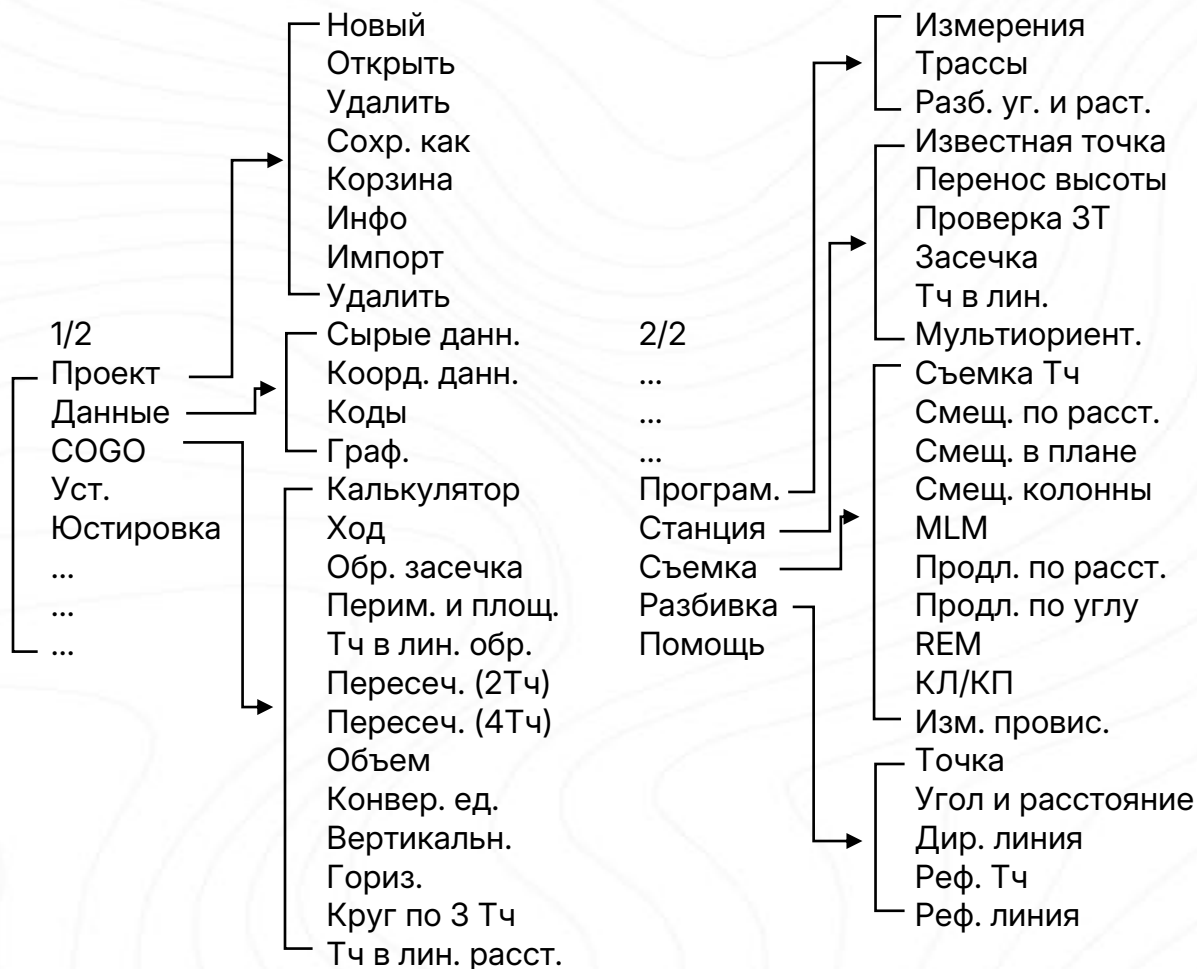 1/2
Проект
Данные
COGO
Уст.
Юстировка
...
...
...
Новый
Открыть
Удалить
Сохр. как
Корзина
Инфо
Импорт
Удалить
Сырые данн.
Коорд. данн.
Коды
Граф.
Калькулятор
Ход
Обр. засечка
Перим. и площ.
Тч в лин. обр.
Пересеч. (2Тч)
Пересеч. (4Тч)
Объем
Конвер. ед.
Вертикальн.
Гориз.
Круг по 3 Тч
Тч в лин. расст.
2/2
...
...
...
Програм.
Станция
Съемка
Разбивка
Помощь
Измерения
Трассы
Разб. уг. и раст.
Известная точка
Перенос высоты
Проверка ЗТ
Засечка
Тч в лин.
Мультиориент.
Съемка Тч
Смещ. по расст.
Смещ. в плане
Смещ. колонны
MLM
Продл. по расст.
Продл. по углу
REM
КЛ/КП
Изм. провис.
Точка
Угол и расстояние
Дир. линия
Реф. Тч
Реф. линия